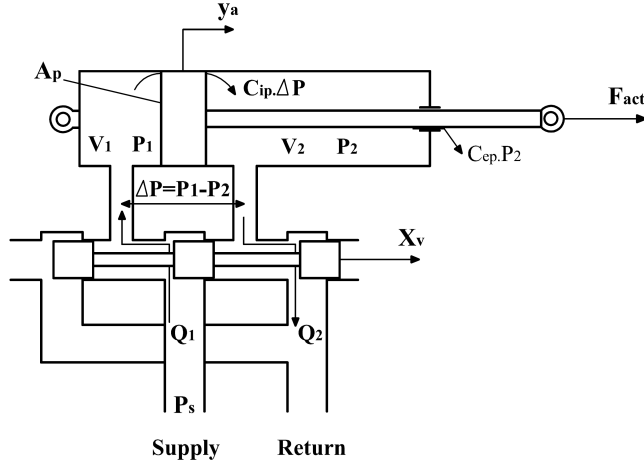 ya
Ap
Cip.ΔP
Fact
V1 P1 V2 P2
Cep.P2
ΔP=P1-P2
Xv
Q1 Q2
Ps
Supply Return